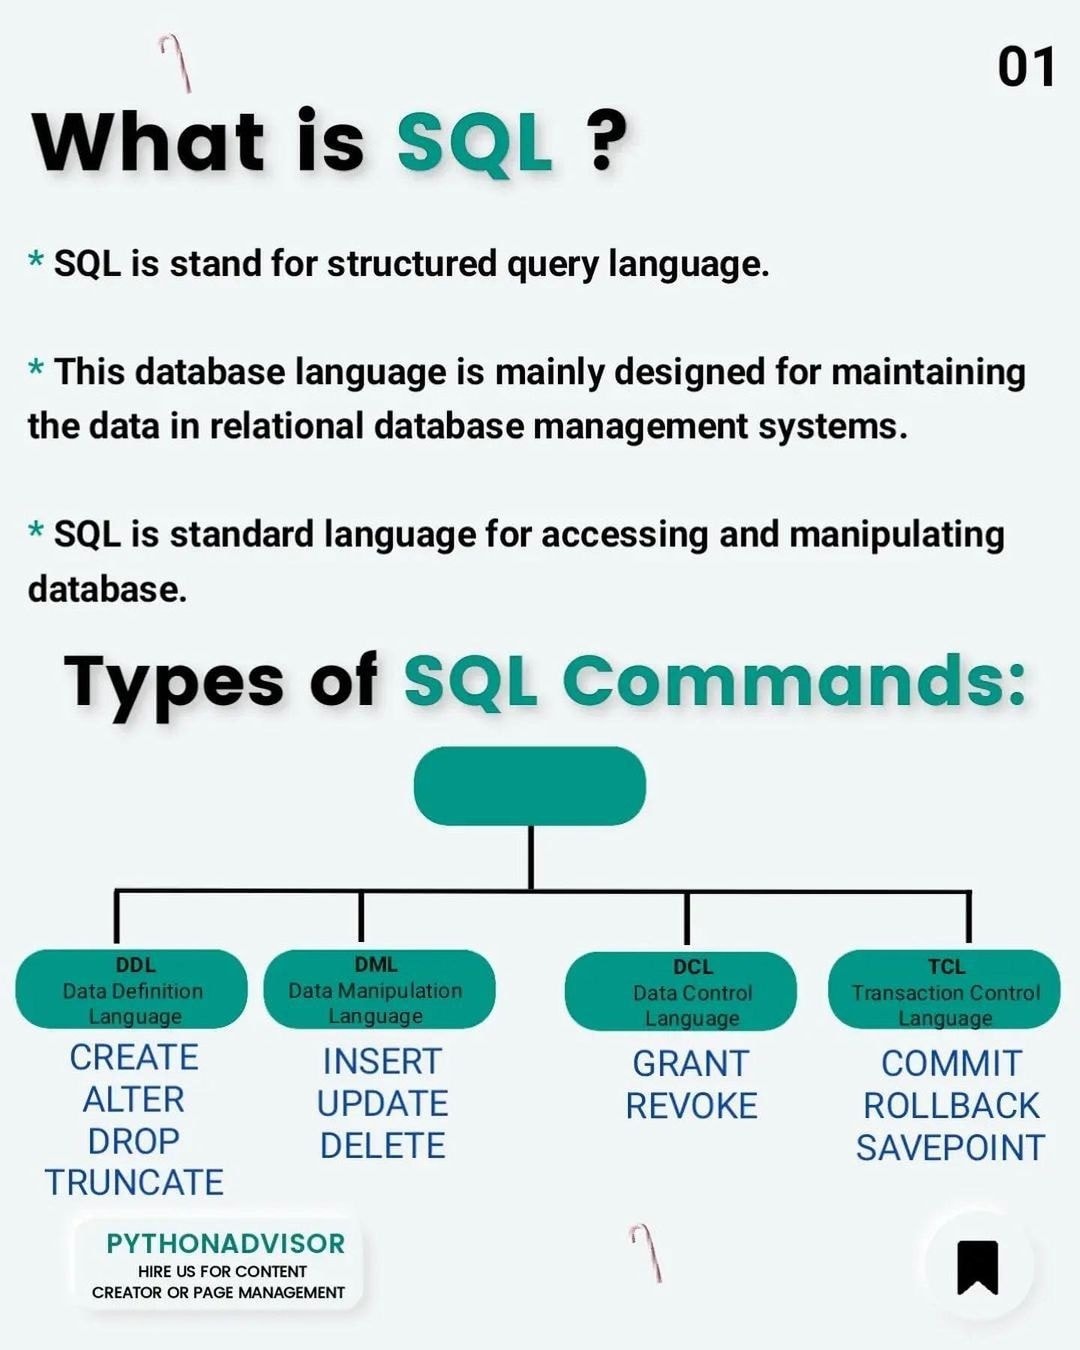 01
What is SQL ?
* SQL is stand for structured query language.
* This database language is mainly designed for maintaining
the data in relational database management systems.
* SQL is standard language for accessing and manipulating
database.
Types of SQL Commands:
DDL
Data Definition
Language
CREATE
ALTER
DROP
TRUNCATE
DML
Data Manipulation
Language
INSERT
UPDATE
DELETE
DCL
Data Control
Language
GRANT
REVOKE
TCL
Transaction Control
Language
COMMIT
ROLLBACK
SAVEPOINT
PYTHONADVISOR
HIRE US FOR CONTENT
CREATOR OR PAGE MANAGEMENT